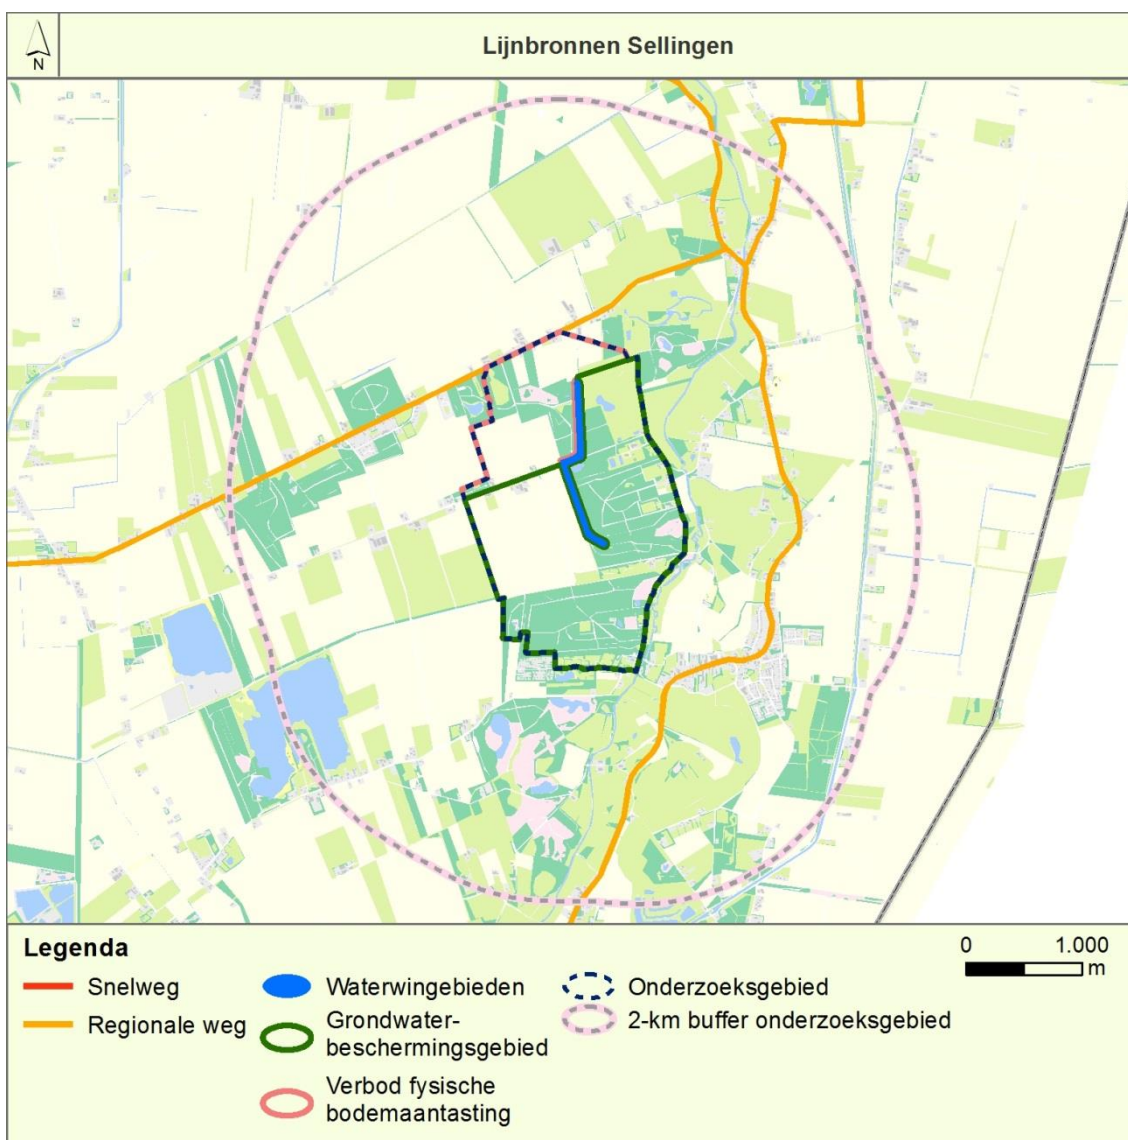 Lijnbronnen Sellingen
N
Legenda
Snelweg
Regionale weg
Waterwingebieden
Grondwater-
beschermingsgebied
Verbod fysische
bodemaantasting
Onderzoeksgebied
2-km buffer onderzoeksgebied
0 1.000
m